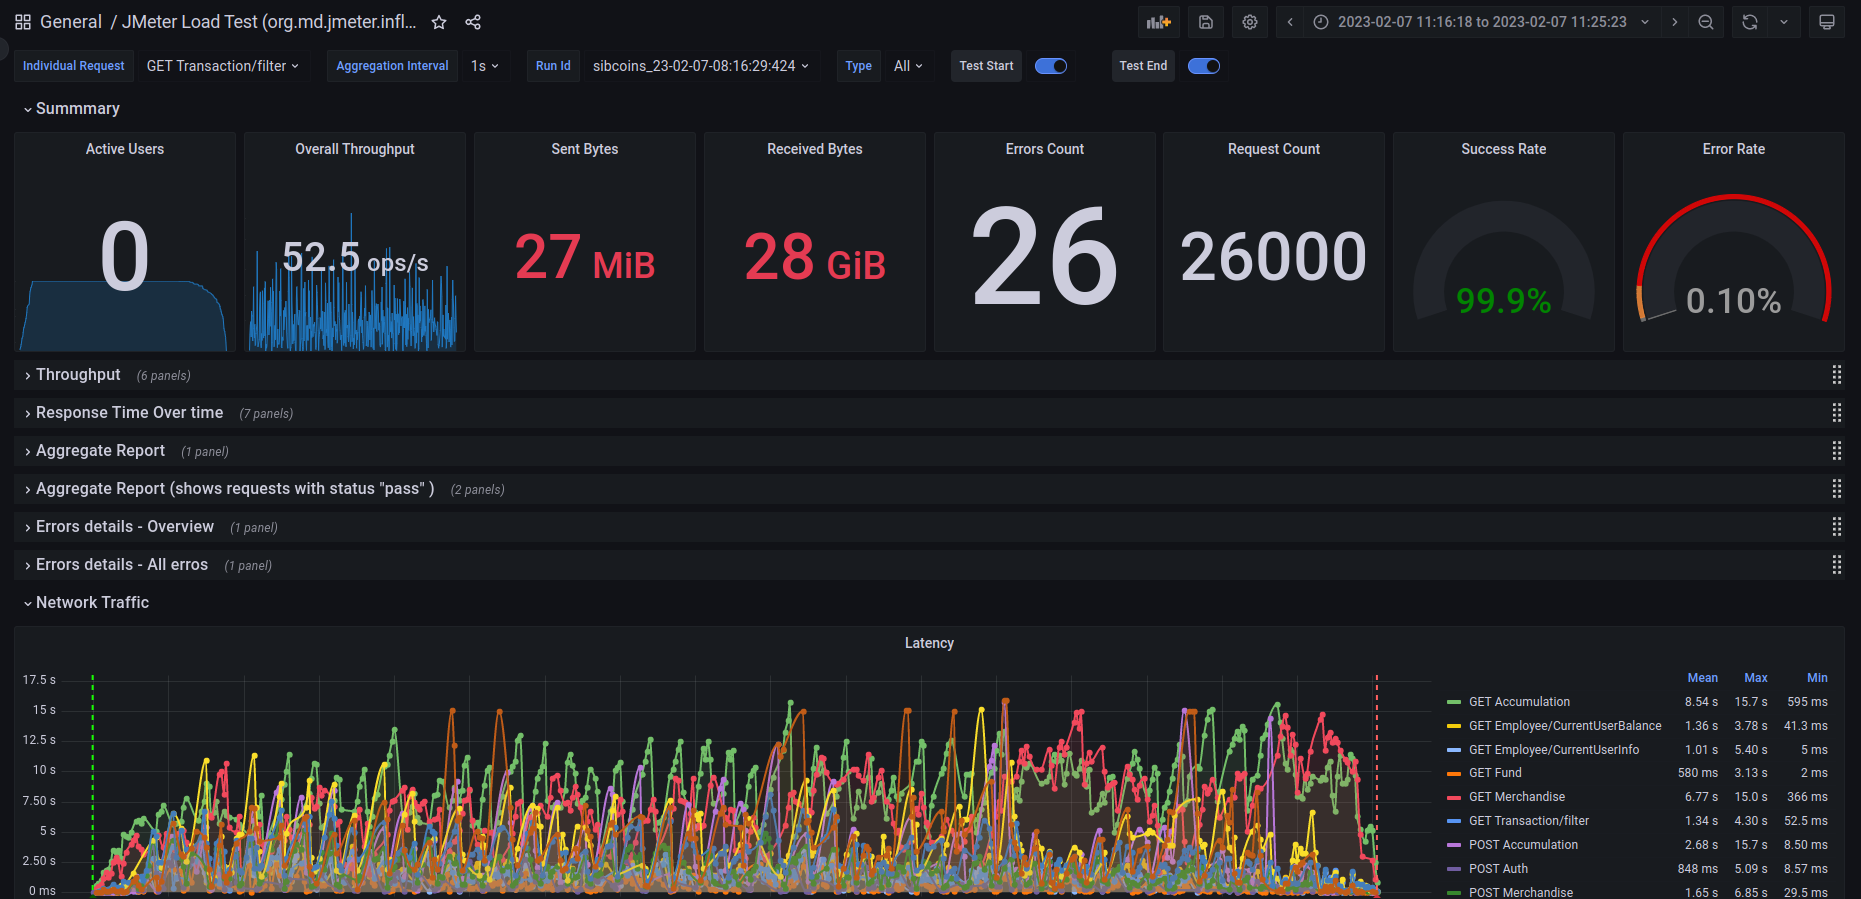 General / JMeter Load Test (org.md.jmeter.infl...
2023-02-07 11:16:18 to 2023-02-07 11:25:23
Individual Request GET Transaction/filter Aggregation Interval 1s Run Id sibcoins_23-02-07-08:16:29:424 Type All Test Start Test End
Summmary
Active Users Overall Throughput Sent Bytes Received Bytes Errors Count Request Count Success Rate Error Rate
0 52.5 ops/s 27 MiB 28 GiB 26 26000 99.9% 0.10%
Throughput (6 panels)
Response Time Over time (7 panels)
Aggregate Report (1 panel)
Aggregate Report (shows requests with status "pass" ) (2 panels)
Errors details - Overview (1 panel)
Errors details - All erros (1 panel)
Network Traffic
Latency
17.5 s
15 s
12.5 s
10 s
7.50 s
5 s
2.50 s
0 ms
Mean Max Min
GET Accumulation 8.54 s 15.7 s 595 ms
GET Employee/CurrentUserBalance 1.36 s 3.78 s 41.3 ms
GET Employee/CurrentUserInfo 1.01 s 5.40 s 5 ms
GET Fund 580 ms 3.13 s 2 ms
GET Merchandise 6.77 s 15.0 s 366 ms
GET Transaction/filter 1.34 s 4.30 s 52.5 ms
POST Accumulation 2.68 s 15.7 s 8.50 ms
POST Auth 848 ms 5.09 s 8.57 ms
POST Merchandise 1.65 s 6.85 s 29.5 ms